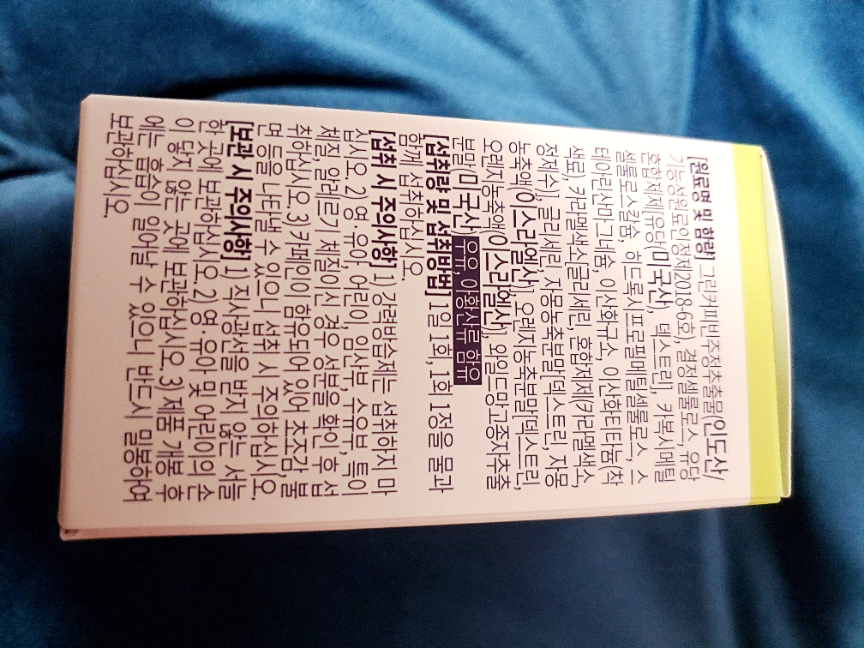 [원료명 및 함량] 그린커피빈주정추출물(인도산/
기능성원료인정제2018-6호), 결정셀룰로스, 유당
혼합제제[유당(미국산), 덱스트린], 카복시메틸
셀룰로스칼슘, 히드록시프로필메틸셀룰로스, 스
테아린산마그네슘, 이산화규소, 이산화티타늄(착
색료), 카라멜색소글리세린, 혼합제제(카라멜색소,
정제수), 글리세린, 자몽농축분말(덱스트린, 자몽
농축액(이스라엘산)), 오렌지농축분말(덱스트린,
오렌지농축액(이스라엘산)), 와일드망고종자추출
분말(미국산) 우유, 아황산류 함유
[섭취량 및 섭취방법] 1일 1회, 1회 1정을 물과
함께 섭취하십시오.
[섭취 시 주의사항] 1) 강력방습제는 섭취하지 마
십시오. 2) 영·유아, 어린이, 임산부, 수유부, 특이
체질, 알레르기 체질이신 경우 성분을 확인 후 섭
취하십시오. 3) 카페인이 함유되어 있어 초조감, 불
면 등을 나타낼 수 있으니 섭취 시 주의하십시오.
[보관 시 주의사항] 1) 직사광선을 받지 않는 서늘
한 곳에 보관하십시오. 2) 영·유아 및 어린이의 손
이 닿지 않는 곳에 보관하십시오. 3) 제품 개봉 후
에는 흡습이 일어날 수 있으니 반드시 밀봉하여
보관하십시오.